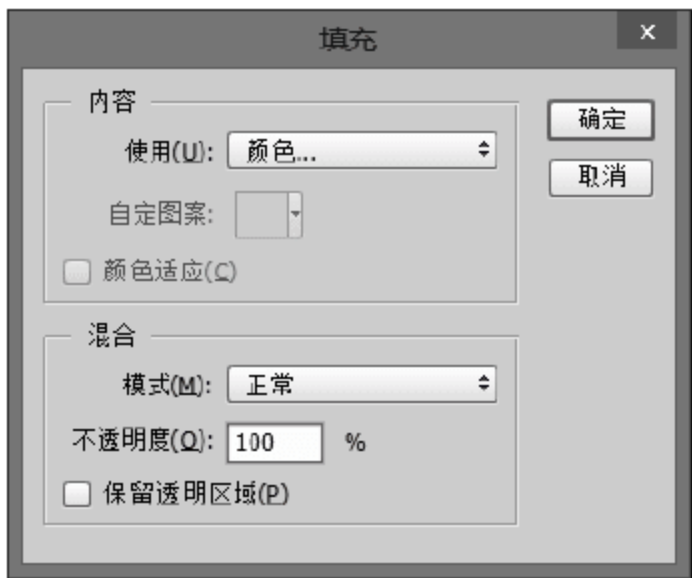 填充
x
内容
确定
使用(U): 颜色...
取消
自定图案:
颜色适应(C)
混合
模式(M): 正常
不透明度(O): 100 %
保留透明区域(P)